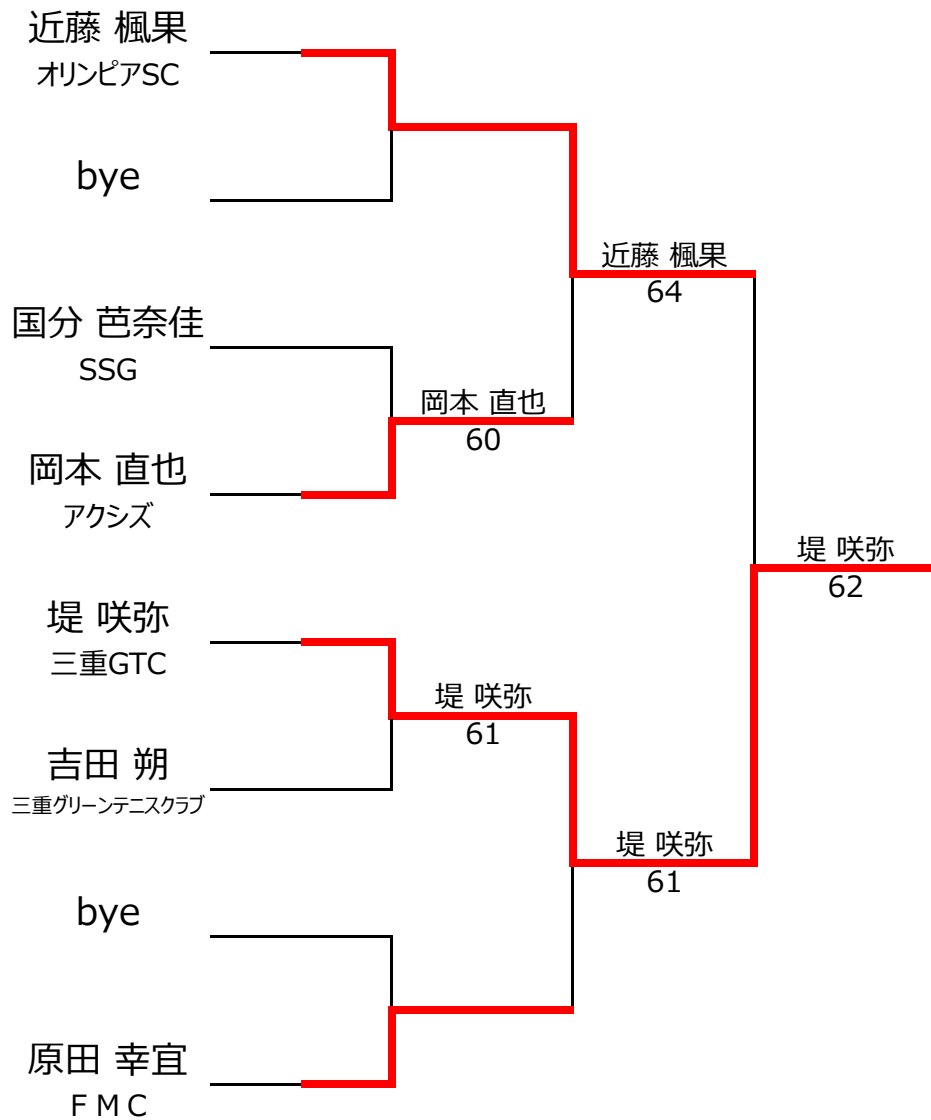 近藤 楓果
オリンピアSC
bye
近藤 楓果
64
国分 芭奈佳
SSG
岡本 直也
60
岡本 直也
アクシズ
堤 咲弥
62
堤 咲弥
三重GTC
堤 咲弥
61
吉田 朔
三重グリーンテニスクラブ
堤 咲弥
61
bye
原田 幸宜
ＦＭＣ